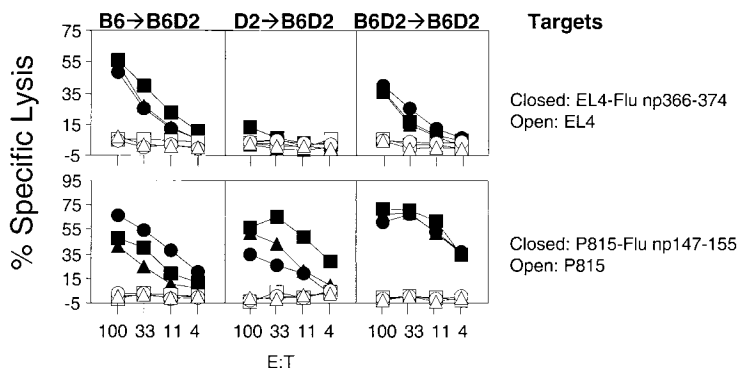 B6→B6D2 D2→B6D2 B6D2→B6D2 Targets
% Specific Lysis
75
55
35
15
-5
Closed: EL4-Flu np366-374
Open: EL4
95
75
55
35
15
-5
Closed: P815-Flu np147-155
Open: P815
100 33 11 4 100 33 11 4 100 33 11 4
E:T